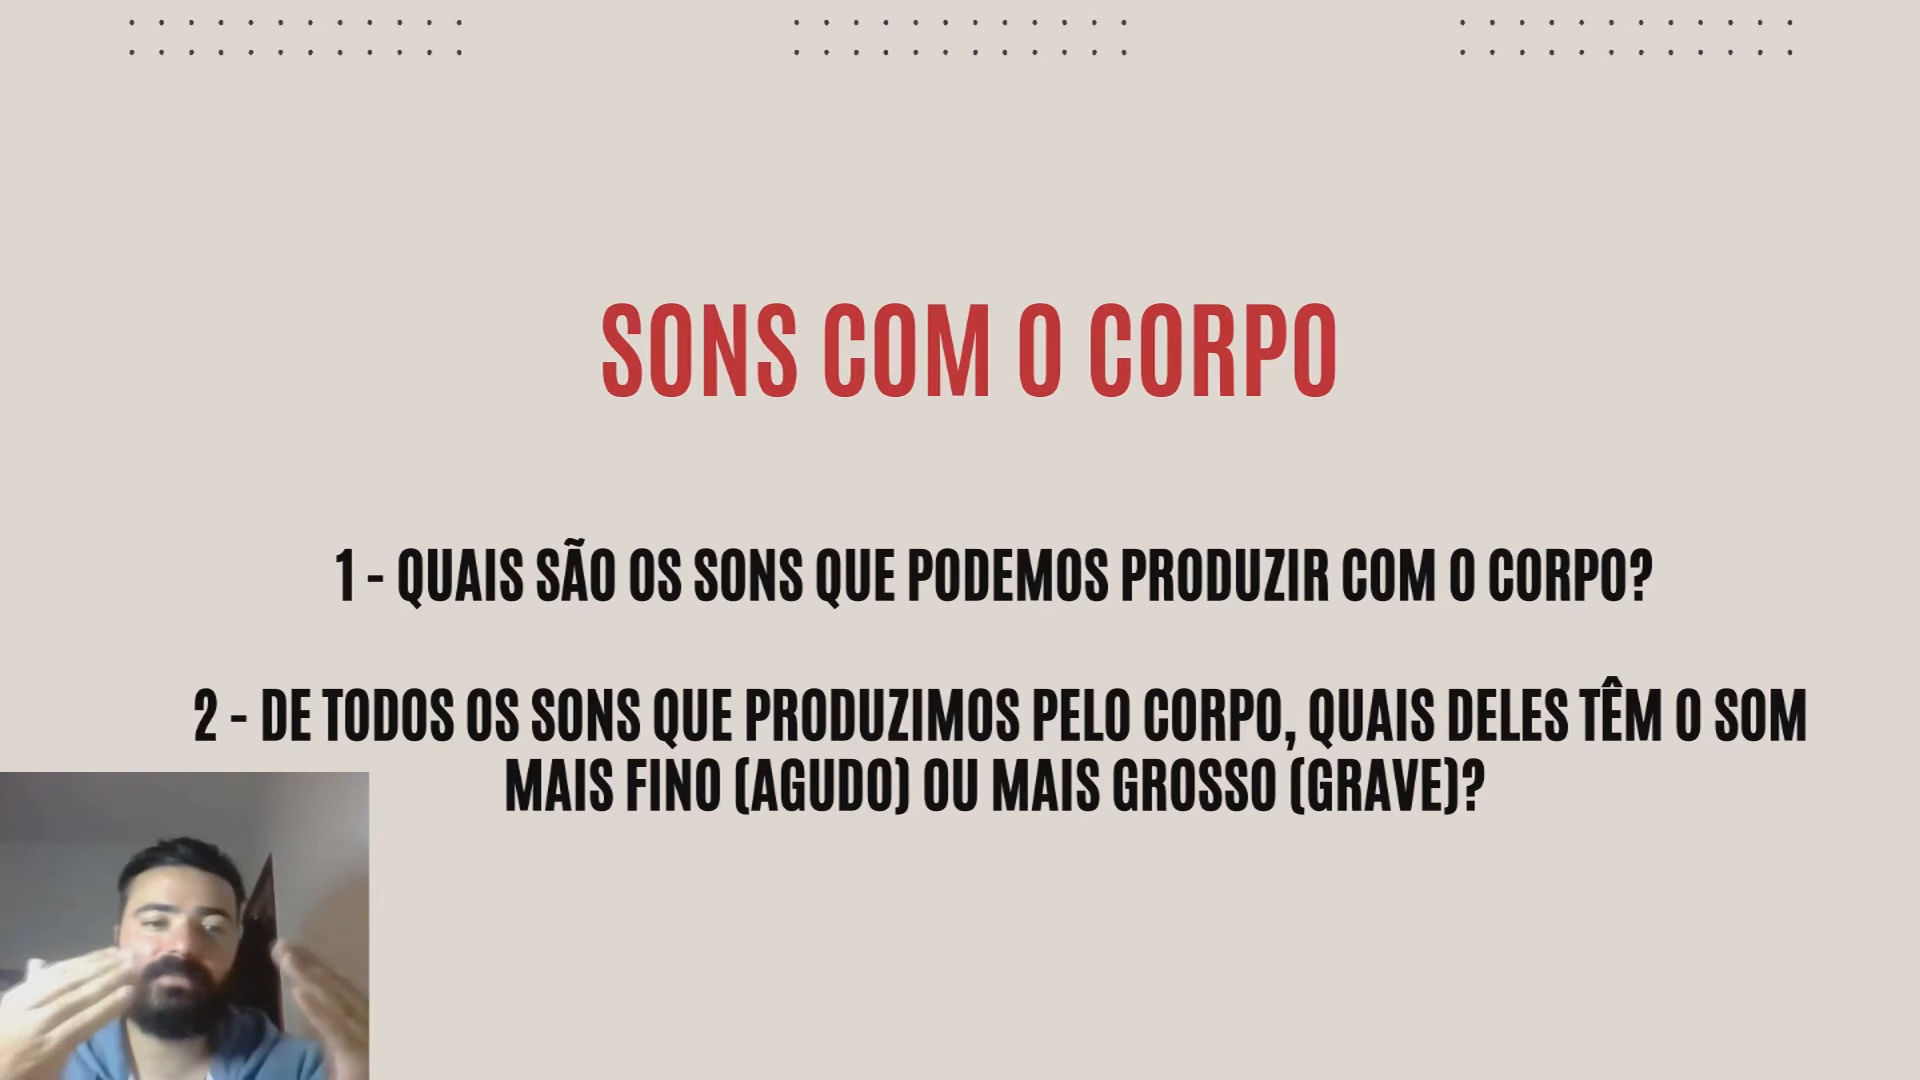 SONS COM O CORPO
1 - QUAIS SÃO OS SONS QUE PODEMOS PRODUZIR COM O CORPO?
2 - DE TODOS OS SONS QUE PRODUZIMOS PELO CORPO, QUAIS DELES TÊM O SOM
MAIS FINO (AGUDO) OU MAIS GROSSO (GRAVE)?